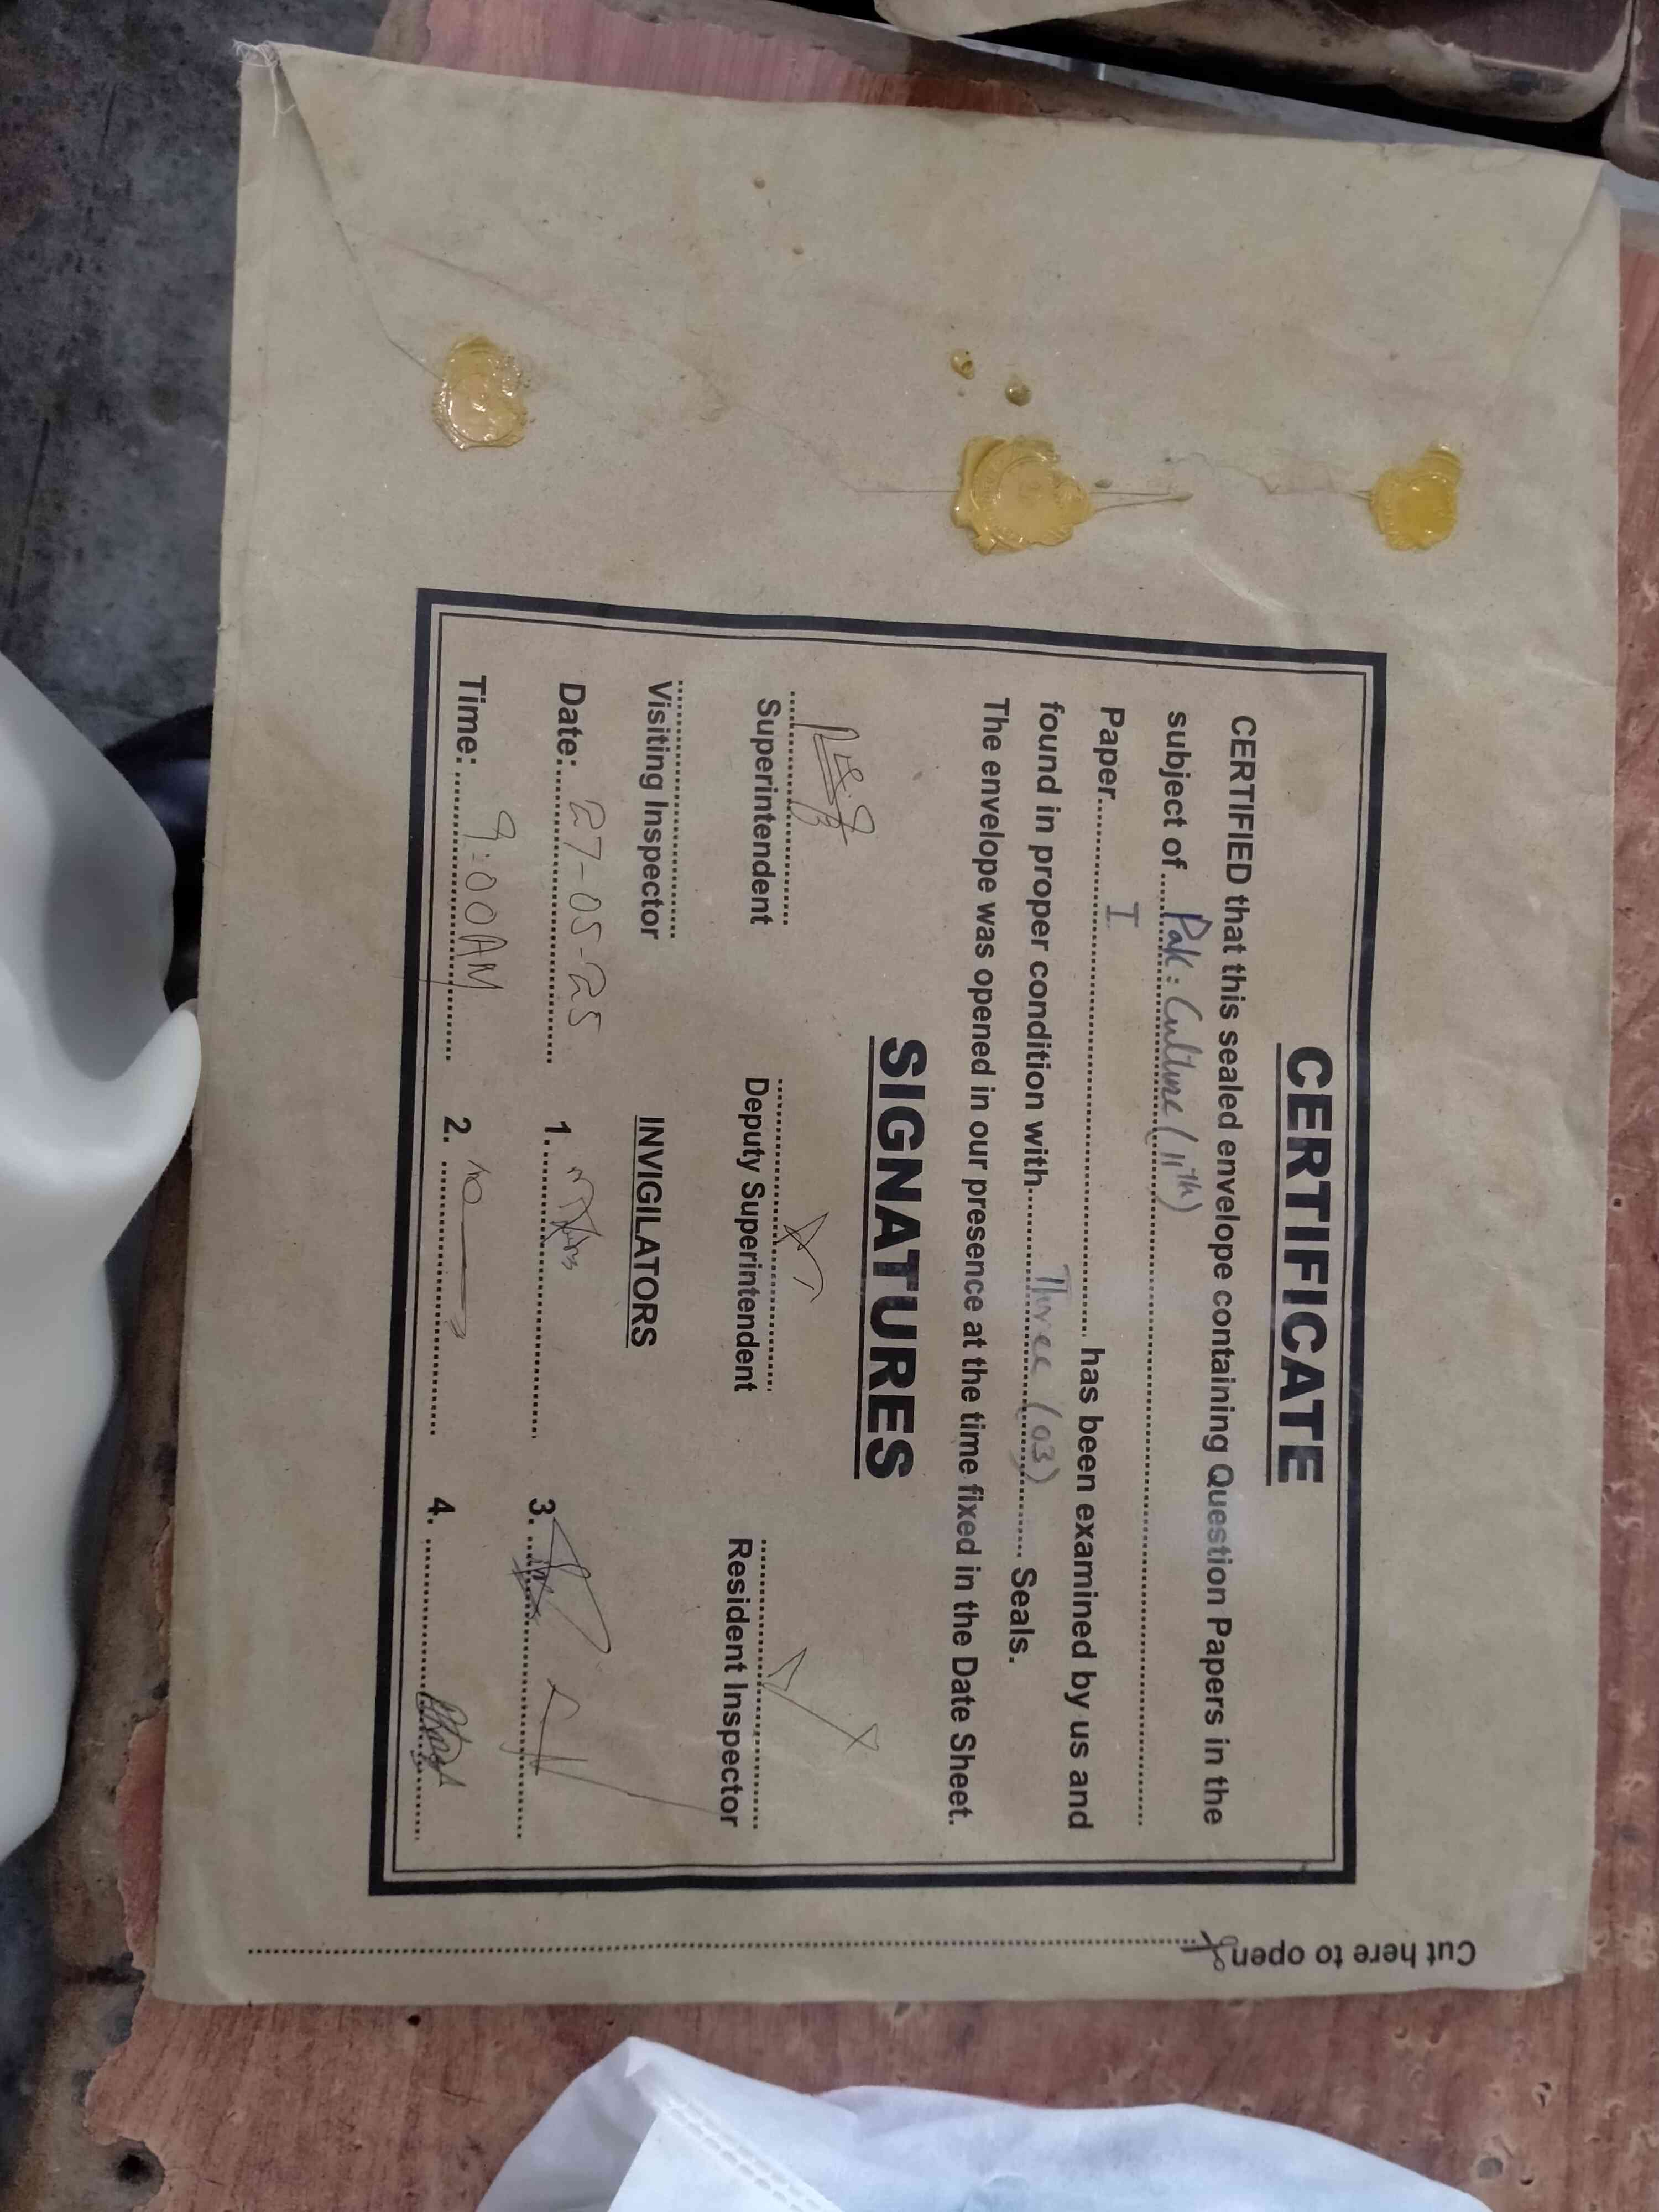 CERTIFICATE
CERTIFIED that this sealed envelope containing Question Papers in the
subject of....Pak: Culture (11th)
Paper.......... I .......... has been examined by us and
found in proper condition with.......Three (03)....... Seals.
The envelope was opened in our presence at the time fixed in the Date Sheet.
SIGNATURES
Superintendent Deputy Superintendent Resident Inspector
Visiting Inspector INVIGILATORS
Date:....27-05-25 1. 3.
Time:....9:00AM 2. 4.
Cut here to open